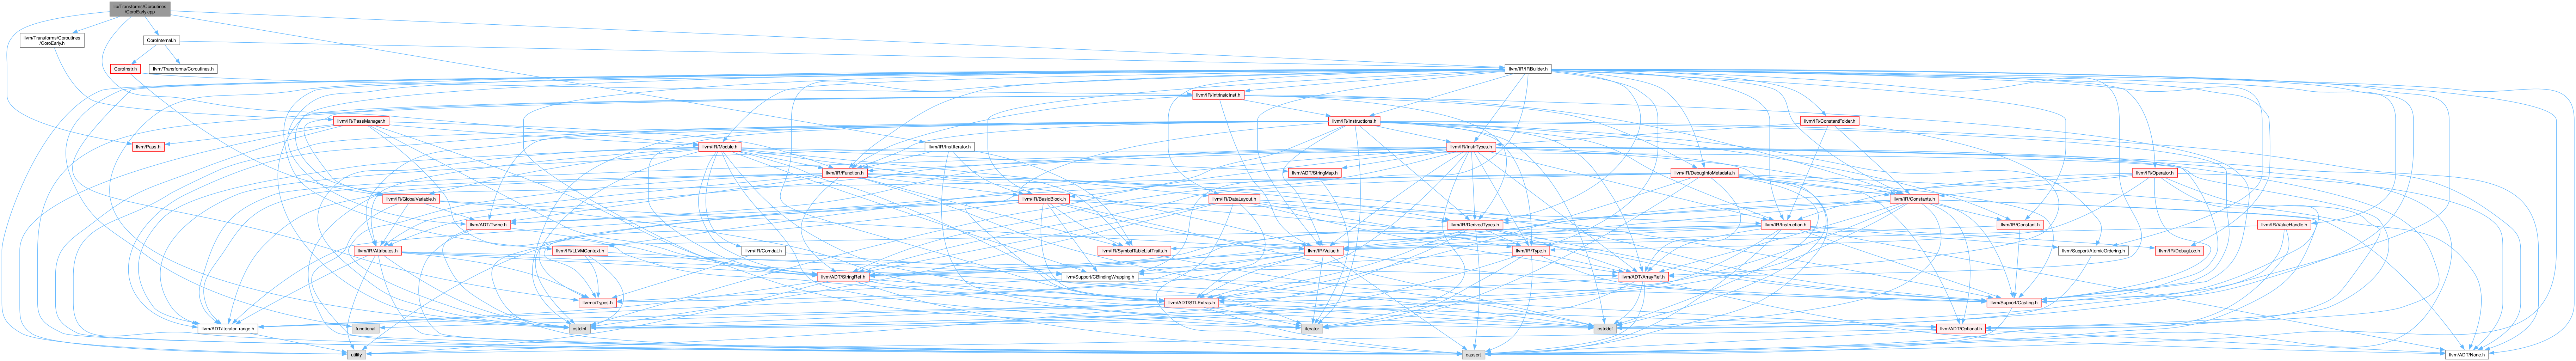 lib/Transforms/Coroutines
/CoroEarly.cpp
llvm/Transforms/Coroutines
/CoroEarly.h
CoroInternal.h
CoroInstr.h
llvm/Transforms/Coroutines.h
llvm/IR/IRBuilder.h
llvm/IR/IntrinsicInst.h
llvm/IR/PassManager.h
llvm/IR/Instructions.h
llvm/IR/ConstantFolder.h
llvm/Pass.h
llvm/IR/Module.h
llvm/IR/InstIterator.h
llvm/IR/InstrTypes.h
llvm/IR/Function.h
llvm/ADT/StringMap.h
llvm/IR/DebugInfoMetadata.h
llvm/IR/Operator.h
llvm/IR/GlobalVariable.h
llvm/IR/BasicBlock.h
llvm/IR/DataLayout.h
llvm/IR/Constants.h
llvm/ADT/Twine.h
llvm/IR/DerivedTypes.h
llvm/IR/Instruction.h
llvm/IR/Constant.h
llvm/IR/ValueHandle.h
llvm/IR/Attributes.h
llvm/IR/LLVMContext.h
llvm/IR/Comdat.h
llvm/IR/SymbolTableListTraits.h
llvm/IR/Value.h
llvm/IR/Type.h
llvm/Support/AtomicOrdering.h
llvm/IR/DebugLoc.h
llvm/ADT/StringRef.h
llvm/Support/CBindingWrapping.h
llvm/ADT/ArrayRef.h
llvm-c/Types.h
llvm/ADT/STLExtras.h
llvm/Support/Casting.h
llvm/ADT/iterator_range.h
functional
cstdint
iterator
cstddef
llvm/ADT/Optional.h
utility
cassert
llvm/ADT/None.h